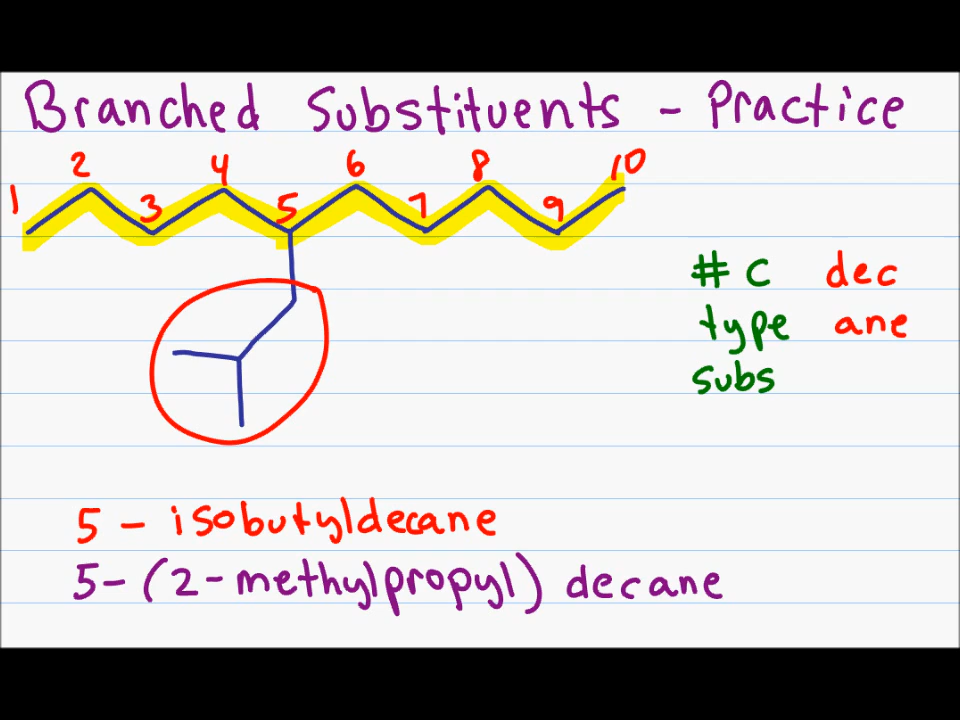 Branched Substituents - Practice
1 2 3 4 5 6 7 8 9 10
# C dec
type ane
subs
5 - isobutyldecane
5-(2-methylpropyl) decane